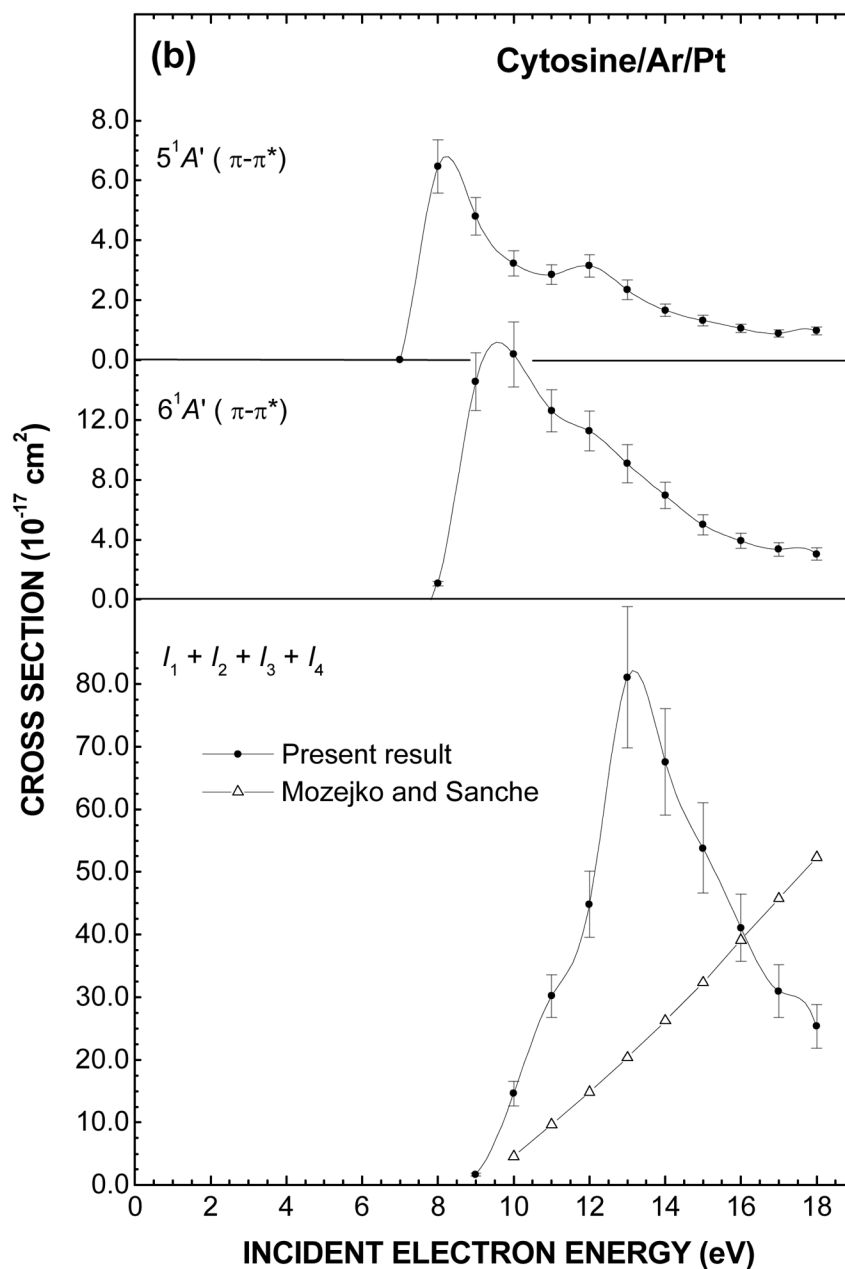 (b) Cytosine/Ar/Pt
8.0
5¹A' ( π-π*)
6.0
4.0
2.0
0.0
6¹A' ( π-π*)
12.0
8.0
4.0
0.0
I₁ + I₂ + I₃ + I₄
80.0
Present result
70.0
Mozejko and Sanche
60.0
50.0
40.0
30.0
20.0
10.0
0.0
CROSS SECTION (10⁻¹⁷ cm²)
0 2 4 6 8 10 12 14 16 18
INCIDENT ELECTRON ENERGY (eV)